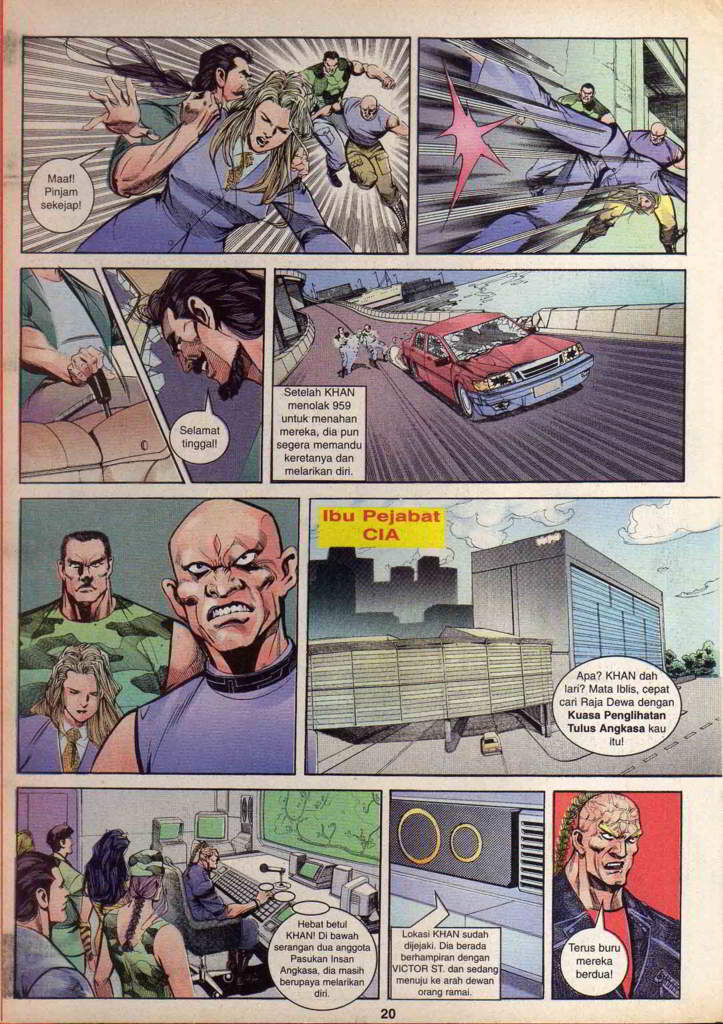 Maaf!
Pinjam
sekejap!
Selamat
tinggal!
Setelah KHAN
menolak 959
untuk menahan
mereka, dia pun
segera memandu
keretanya dan
melarikan diri.
Ibu Pejabat
CIA
Apa? KHAN dah
lari? Mata Iblis, cepat
cari Raja Dewa dengan
Kuasa Penglihatan
Tulus Angkasa kau
itu!
Hebat betul
KHAN! Di bawah
serangan dua anggota
Pasukan Insan
Angkasa, dia masih
berupaya melarikan
diri.
Lokasi KHAN sudah
dijejaki. Dia berada
berhampiran dengan
VICTOR ST. dan sedang
menuju ke arah dewan
orang ramai.
Terus buru
mereka
berdua!
20